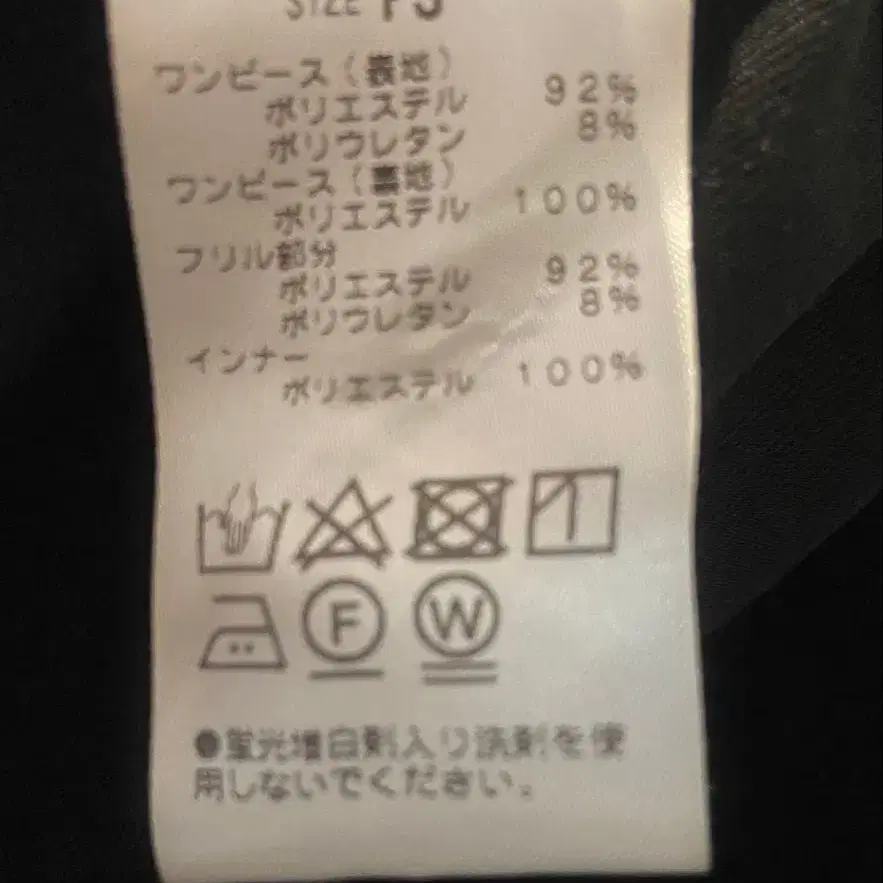 SIZE
ワンピース(表地)
ポリエステル 92%
ポリウレタン 8%
ワンピース(裏地)
ポリエステル 100%
フリル部分
ポリエステル 92%
ポリウレタン 8%
インナー
ポリエステル 100%
F W
●蛍光増白剤入り洗剤を使
用しないでください。